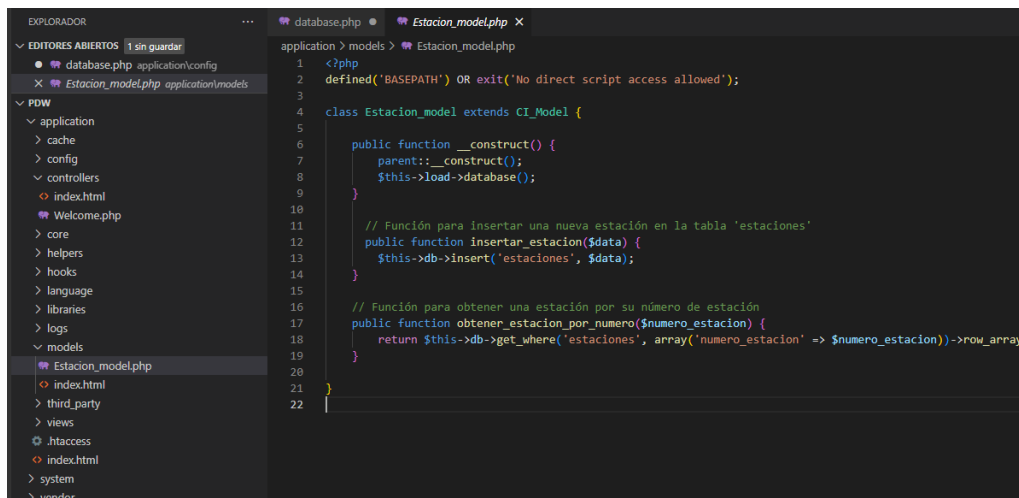 EXPLORADOR ...
EDITORES ABIERTOS 1 sin guardar
database.php application\config
Estacion_model.php application\models
PDW
application
cache
config
controllers
index.html
Welcome.php
core
helpers
hooks
language
libraries
logs
models
Estacion_model.php
index.html
third_party
views
.htaccess
index.html
system
vendor
database.php
Estacion_model.php
application > models > Estacion_model.php
1 <?php
2 defined('BASEPATH') OR exit('No direct script access allowed');
3
4 class Estacion_model extends CI_Model {
5
6 public function __construct() {
7 parent::__construct();
8 $this->load->database();
9 }
10
11 // Función para insertar una nueva estación en la tabla 'estaciones'
12 public function insertar_estacion($data) {
13 $this->db->insert('estaciones', $data);
14 }
15
16 // Función para obtener una estación por su número de estación
17 public function obtener_estacion_por_numero($numero_estacion) {
18 return $this->db->get_where('estaciones', array('numero_estacion' => $numero_estacion))->row_array
19 }
20
21 }
22